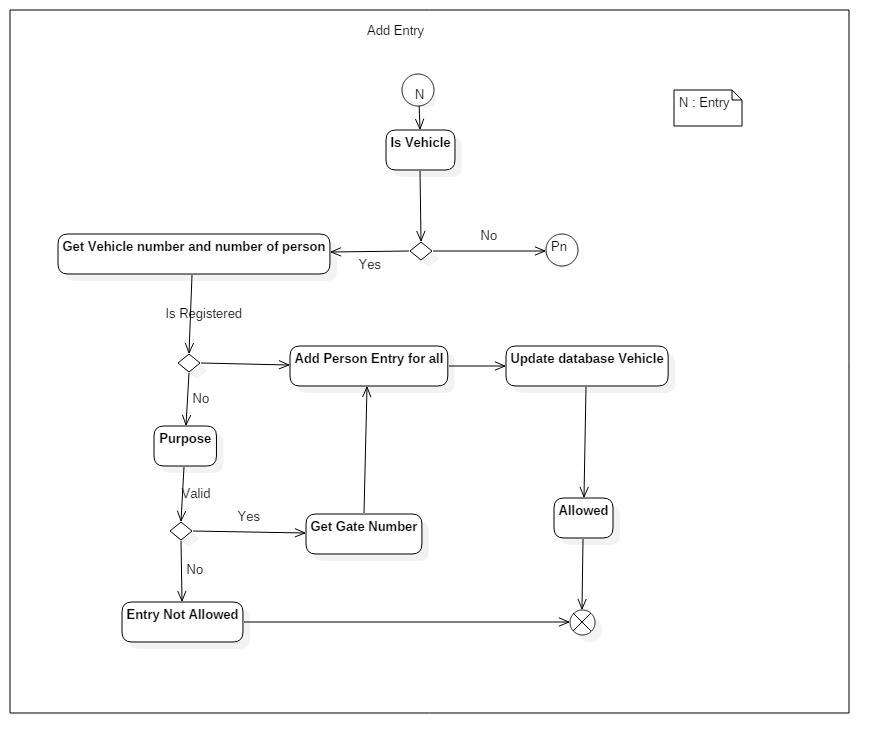 Add Entry
N
N : Entry
Is Vehicle
No
Pn
Get Vehicle number and number of person
Yes
Is Registered
Add Person Entry for all
Update database Vehicle
No
Purpose
Valid
Yes
Get Gate Number
Allowed
No
Entry Not Allowed